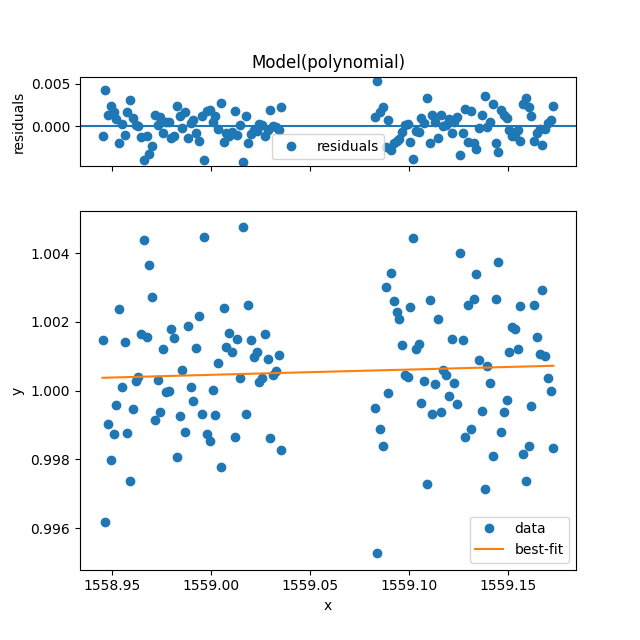 Model(polynomial)
0.005
0.000
residuals
residuals
1.004
1.002
1.000
0.998
0.996
y
data
best-fit
1558.95 1559.00 1559.05 1559.10 1559.15
x